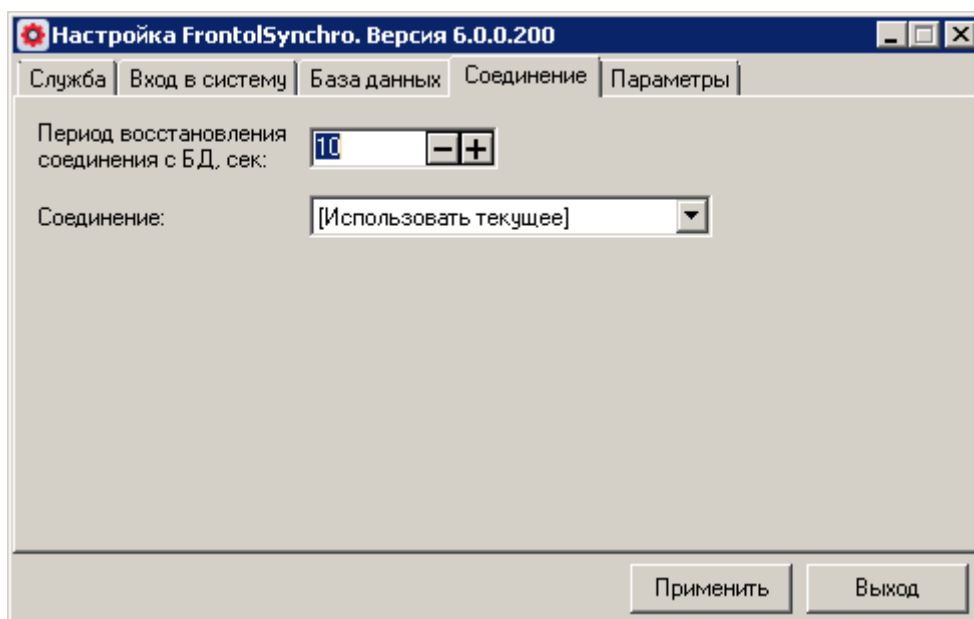 Настройка FrontolSynchro. Версия 6.0.0.200
Служба Вход в систему База данных Соединение Параметры
Период восстановления
соединения с БД, сек:
10
Соединение:
[Использовать текущее]
Применить Выход